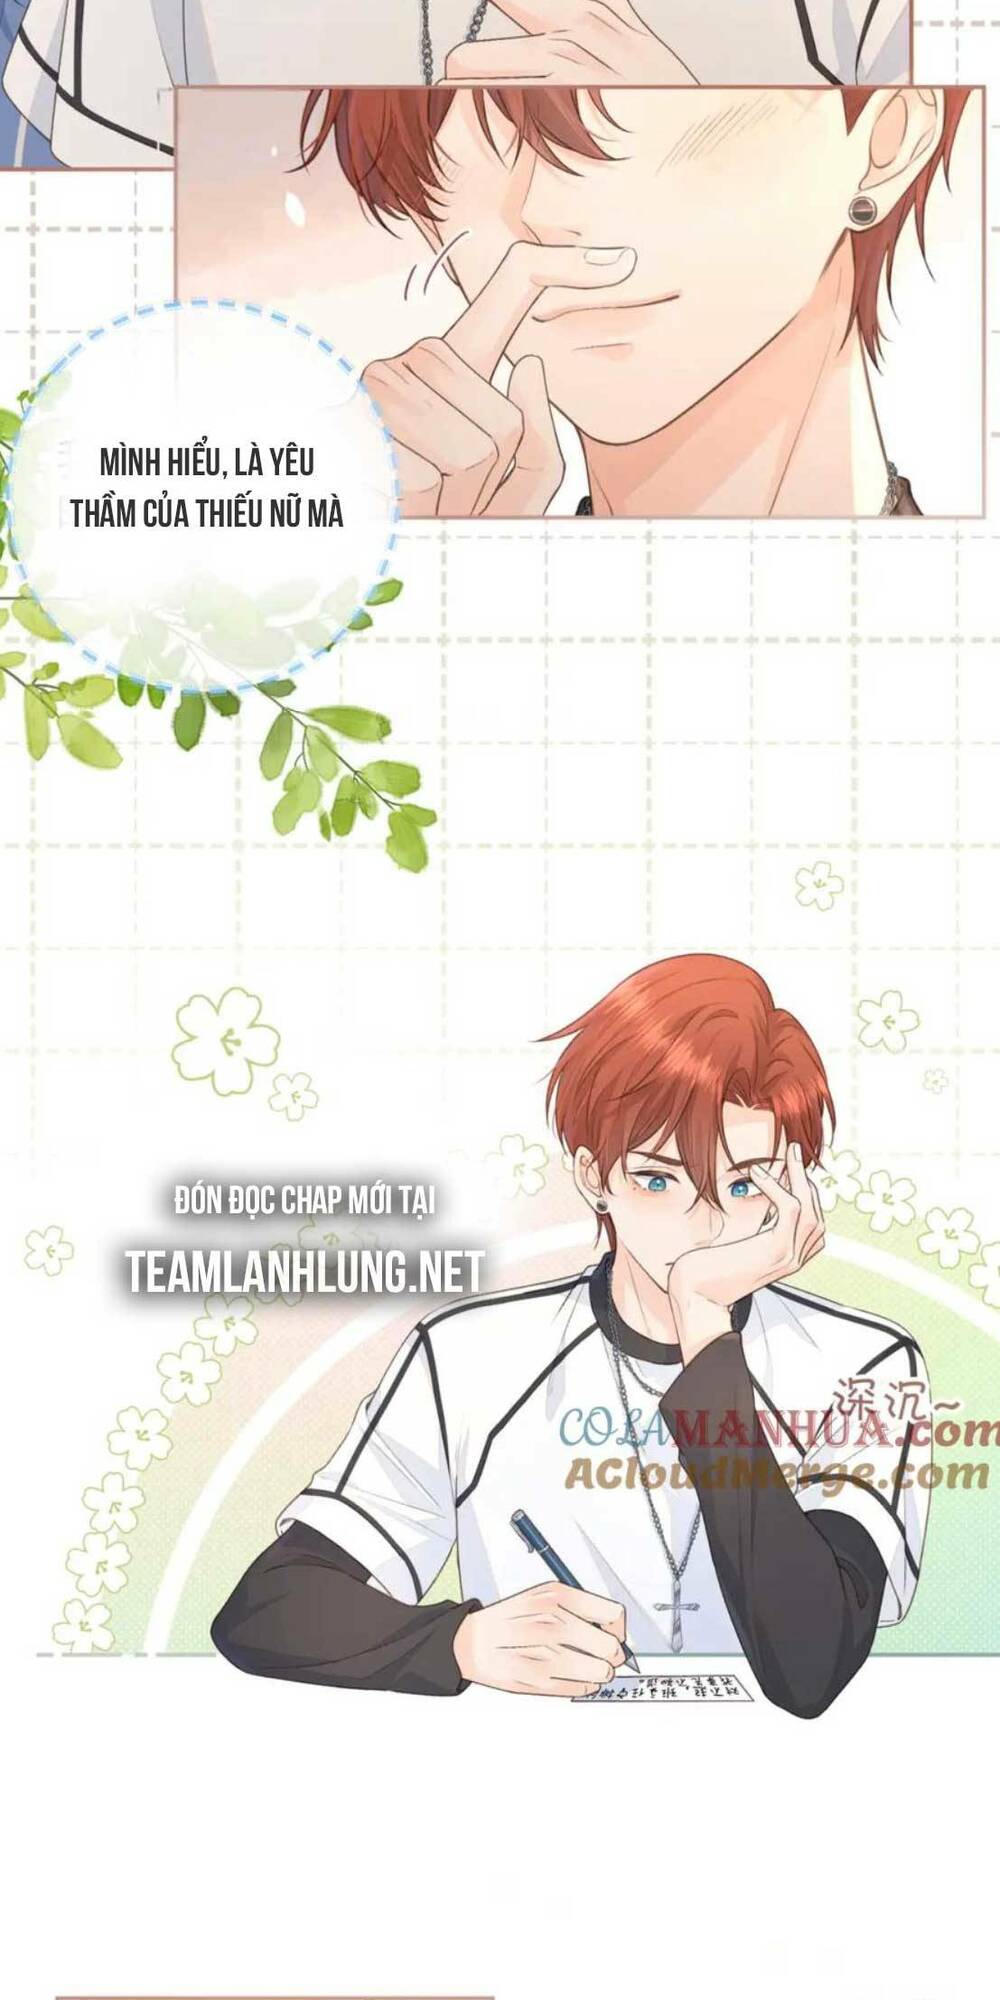 MÌNH HIỂU, LÀ YÊU
THẦM CỦA THIẾU NỮ MÀ
ĐÓN ĐỌC CHAP MỚI TẠI
TEAMLANHLUNG.NET
深沉~
COLAMANHUA.com
ACloudMerge.com